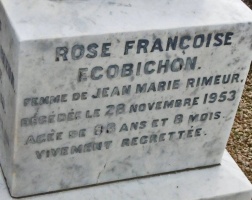 ROSE FRANÇOISE
ECOBICHON.
FEMME DE JEAN MARIE RIMEUR.
DÉCÉDÉE LE 28 NOVEMBRE 1953
AGÉE DE ANS ET 8 MOIS.
VIVEMENT REGRETTÉE.